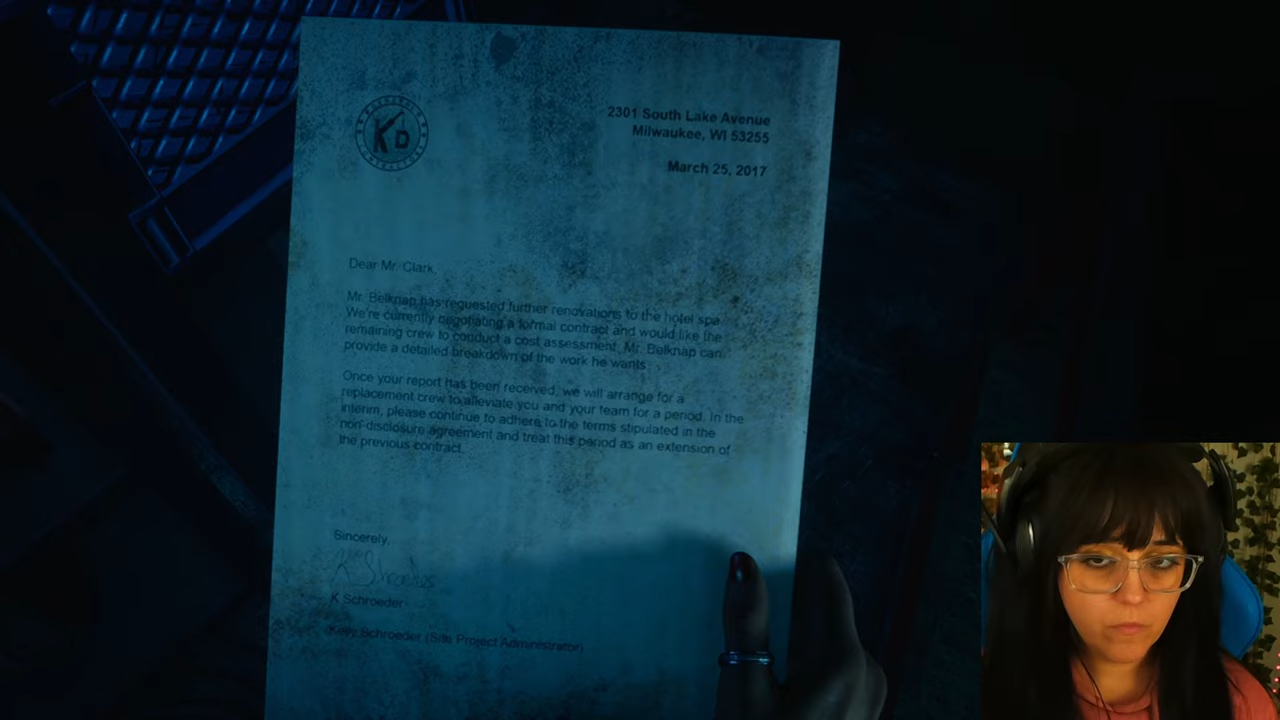 KD
2301 South Lake Avenue
Milwaukee, WI 53255
March 25, 2017
Dear Mr. Clark,
Mr. Belknap has requested further renovations to the hotel spa.
We're currently negotiating a formal contract and would like the
remaining crew to conduct a cost assessment. Mr. Belknap can
provide a detailed breakdown of the work he wants.
Once your report has been received, we will arrange for a
replacement crew to alleviate you and your team for a period. In the
interim, please continue to adhere to the terms stipulated in the
non-disclosure agreement and treat this period as an extension of
the previous contract.
Sincerely,
K Schroeder
K Schroeder
Kelly Schroeder (Site Project Administrator)